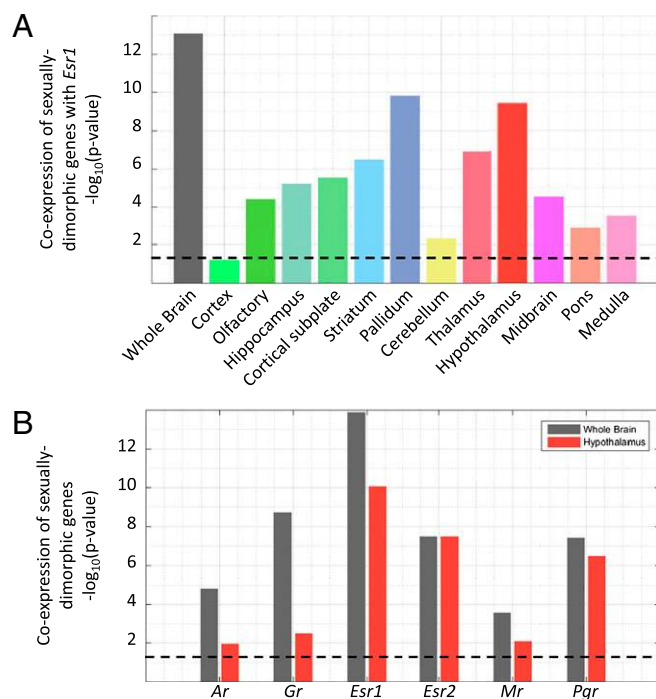 A
Co-expression of sexually-
dimorphic genes with Esr1
-log10(p-value)
12
10
8
6
4
2
Whole Brain
Cortex
Olfactory
Hippocampus
Cortical subplate
Striatum
Pallidum
Cerebellum
Thalamus
Hypothalamus
Midbrain
Pons
Medulla
B
Co-expression of sexually-
dimorphic genes
-log10(p-value)
12
10
8
6
4
2
Whole Brain
Hypothalamus
Ar Gr Esr1 Esr2 Mr Pgr